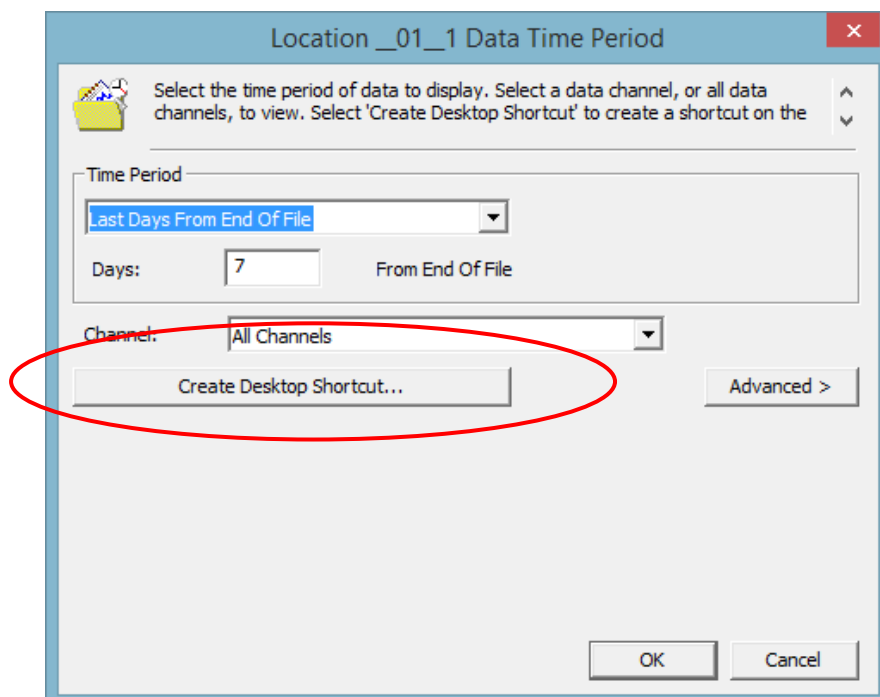 Location __01__1 Data Time Period
Select the time period of data to display. Select a data channel, or all data
channels, to view. Select 'Create Desktop Shortcut' to create a shortcut on the
Time Period
Last Days From End Of File
Days: 7 From End Of File
Channel: All Channels
Create Desktop Shortcut... Advanced >
OK Cancel